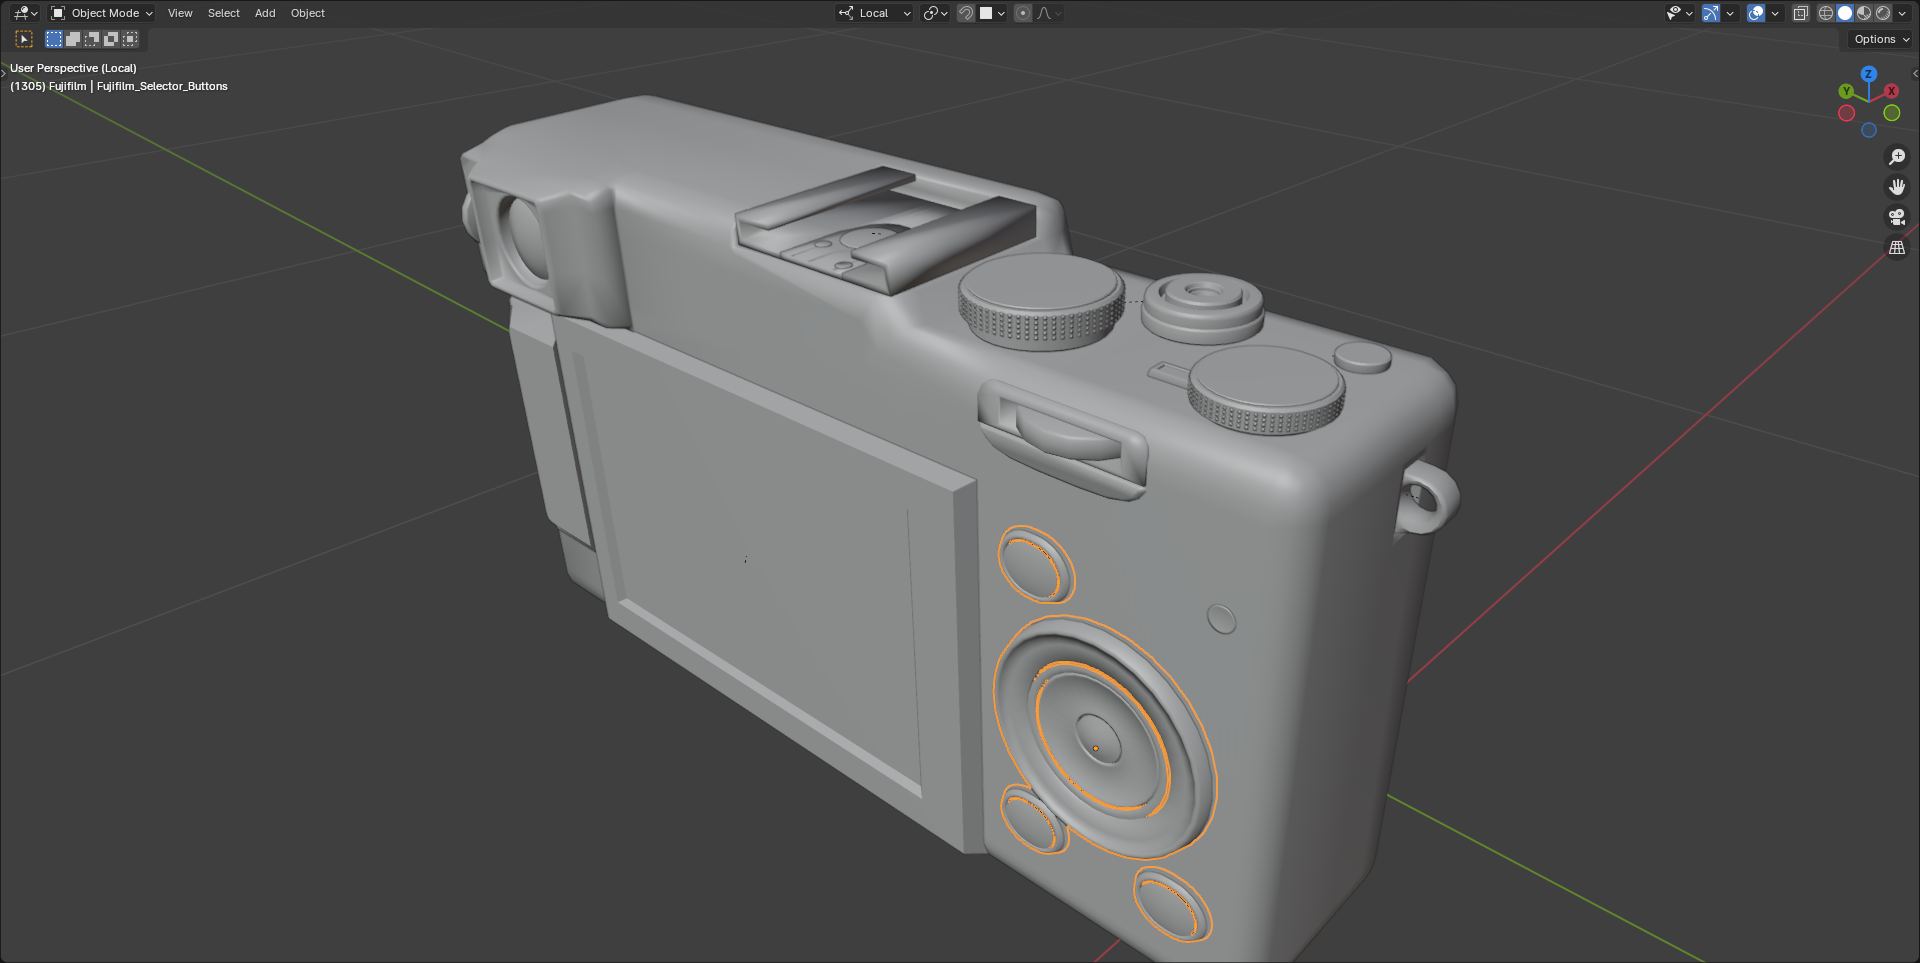 Object Mode View Select Add Object Local
Options
User Perspective (Local)
(1305) Fujifilm | Fujifilm_Selector_Buttons
Z
Y X